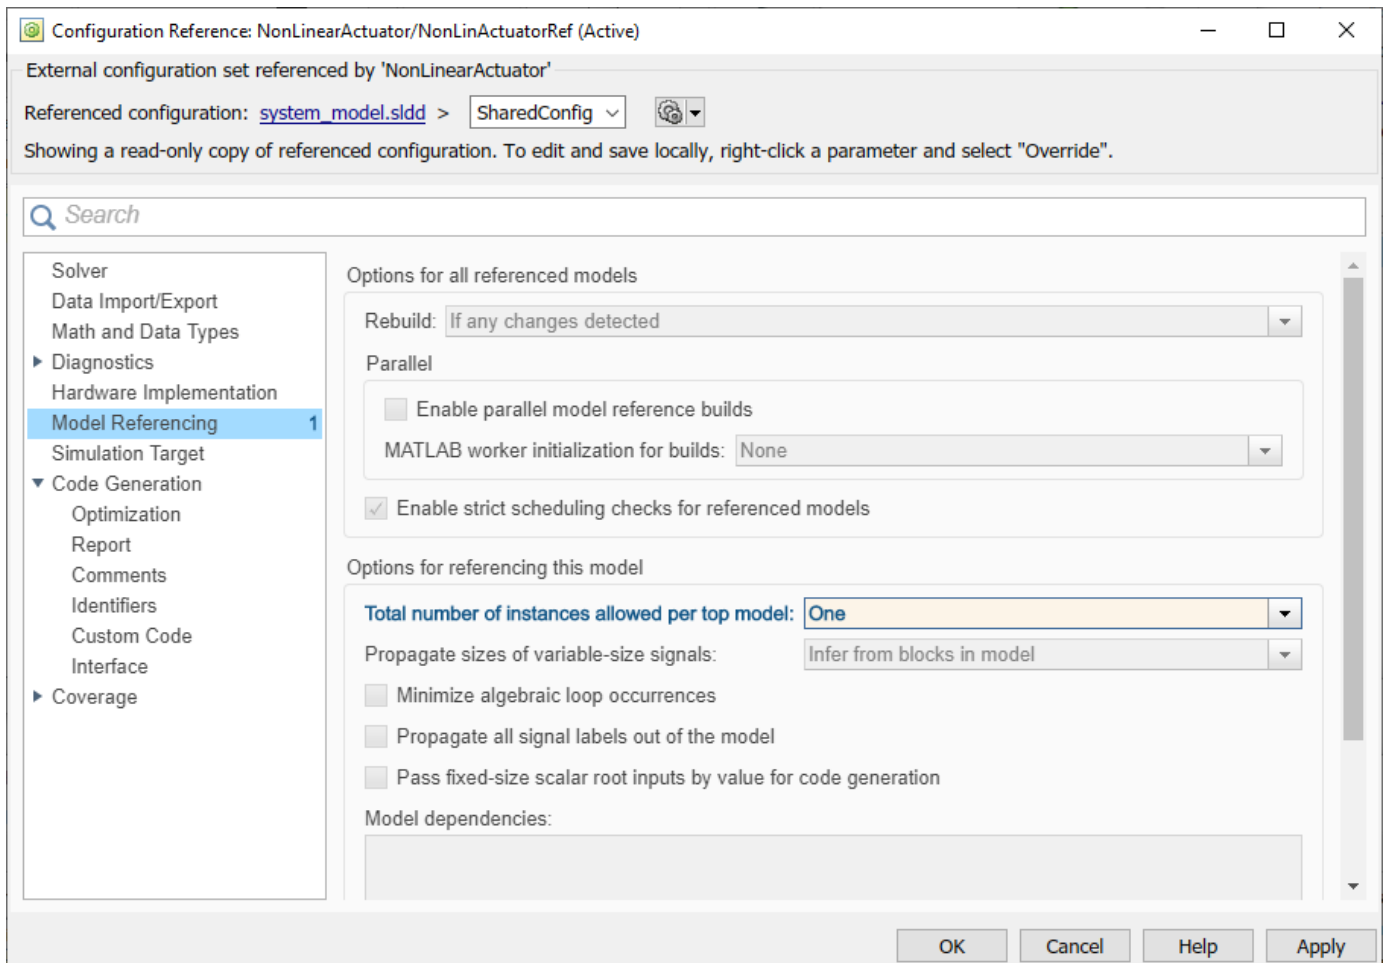 Configuration Reference: NonLinearActuator/NonLinActuatorRef (Active)
External configuration set referenced by 'NonLinearActuator'
Referenced configuration: system_model.sldd > SharedConfig
Showing a read-only copy of referenced configuration. To edit and save locally, right-click a parameter and select "Override".
Search
Solver
Data Import/Export
Math and Data Types
Diagnostics
Hardware Implementation
Model Referencing 1
Simulation Target
Code Generation
Optimization
Report
Comments
Identifiers
Custom Code
Interface
Coverage
Options for all referenced models
Rebuild: If any changes detected
Parallel
Enable parallel model reference builds
MATLAB worker initialization for builds: None
Enable strict scheduling checks for referenced models
Options for referencing this model
Total number of instances allowed per top model: One
Propagate sizes of variable-size signals: Infer from blocks in model
Minimize algebraic loop occurrences
Propagate all signal labels out of the model
Pass fixed-size scalar root inputs by value for code generation
Model dependencies:
OK Cancel Help Apply